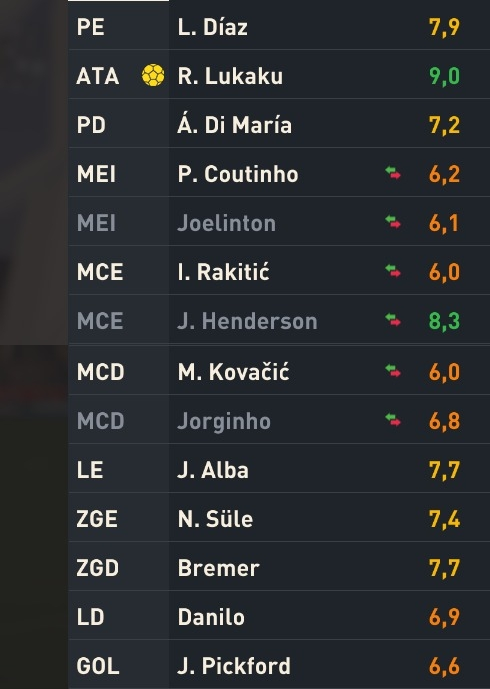 PE L. Díaz 7,9
ATA R. Lukaku 9,0
PD Á. Di María 7,2
MEI P. Coutinho 6,2
MEI Joelinton 6,1
MCE I. Rakitić 6,0
MCE J. Henderson 8,3
MCD M. Kovačić 6,0
MCD Jorginho 6,8
LE J. Alba 7,7
ZGE N. Süle 7,4
ZGD Bremer 7,7
LD Danilo 6,9
GOL J. Pickford 6,6